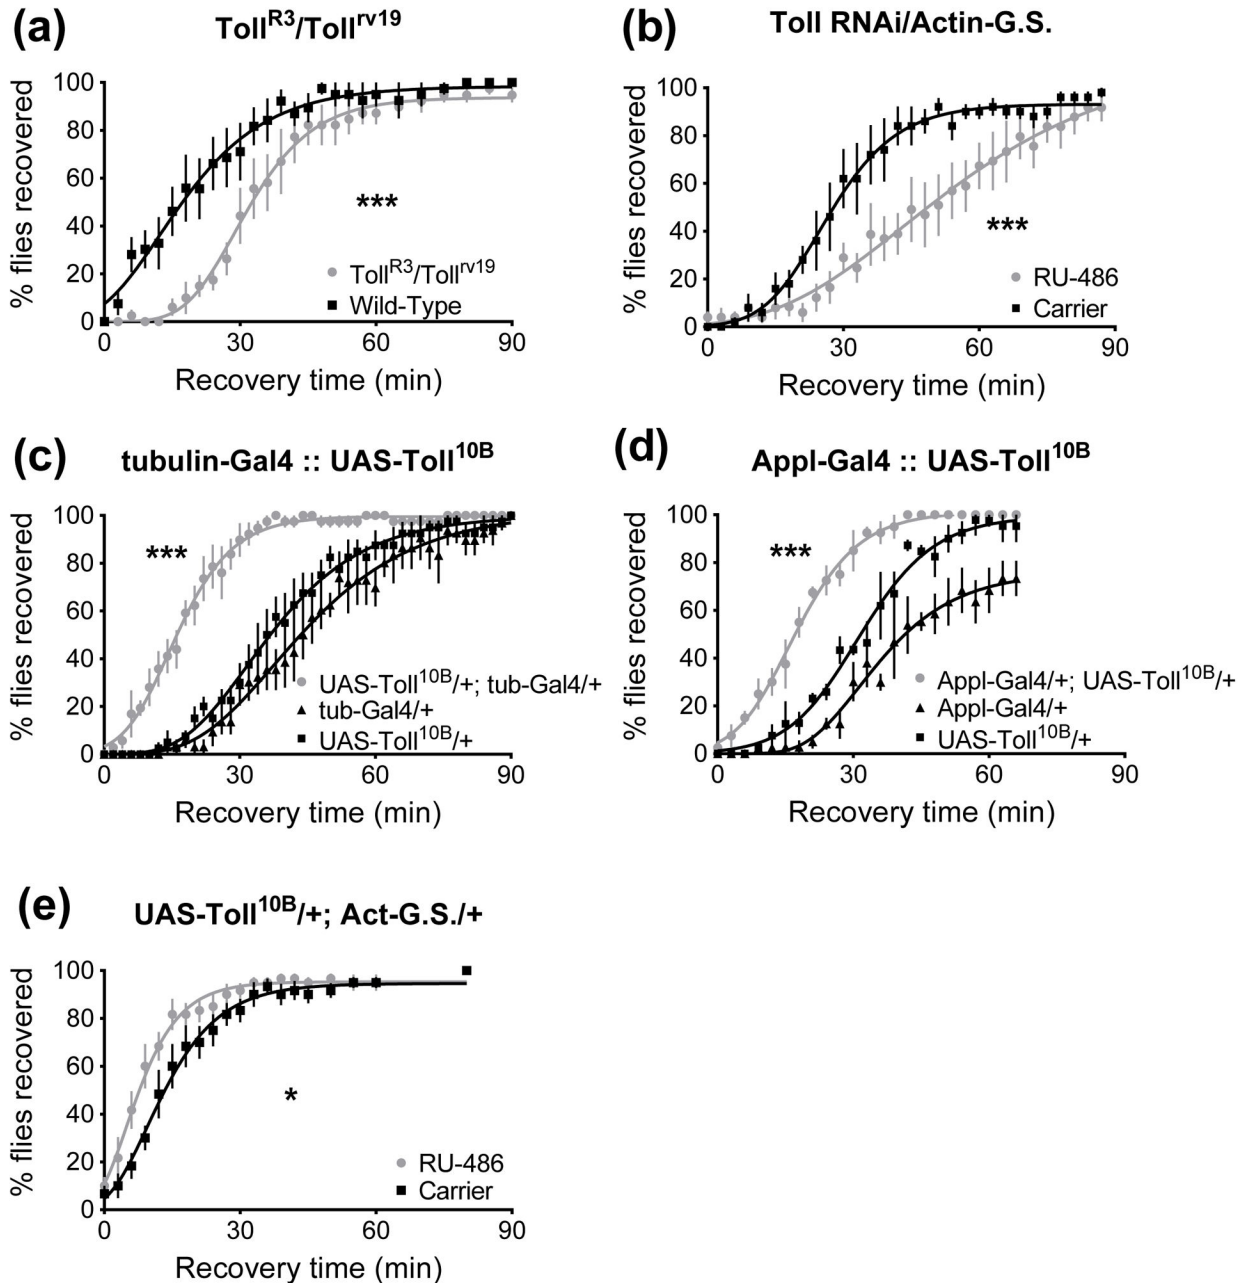 (a)
Toll^R3/Toll^rv19
% flies recovered
100
80
60
40
20
0
***
Toll^R3/Toll^rv19
Wild-Type
0 30 60 90
Recovery time (min)
(b)
Toll RNAi/Actin-G.S.
% flies recovered
100
80
60
40
20
0
***
RU-486
Carrier
0 30 60 90
Recovery time (min)
(c)
tubulin-Gal4 :: UAS-Toll^10B
% flies recovered
100
80
60
40
20
0
***
UAS-Toll^10B/+; tub-Gal4/+
tub-Gal4/+
UAS-Toll^10B/+
0 30 60 90
Recovery time (min)
(d)
Appl-Gal4 :: UAS-Toll^10B
% flies recovered
100
80
60
40
20
0
***
Appl-Gal4/+; UAS-Toll^10B/+
Appl-Gal4/+
UAS-Toll^10B/+
0 30 60 90
Recovery time (min)
(e)
UAS-Toll^10B/+; Act-G.S./+
% flies recovered
100
80
60
40
20
0
*
RU-486
Carrier
0 30 60 90
Recovery time (min)